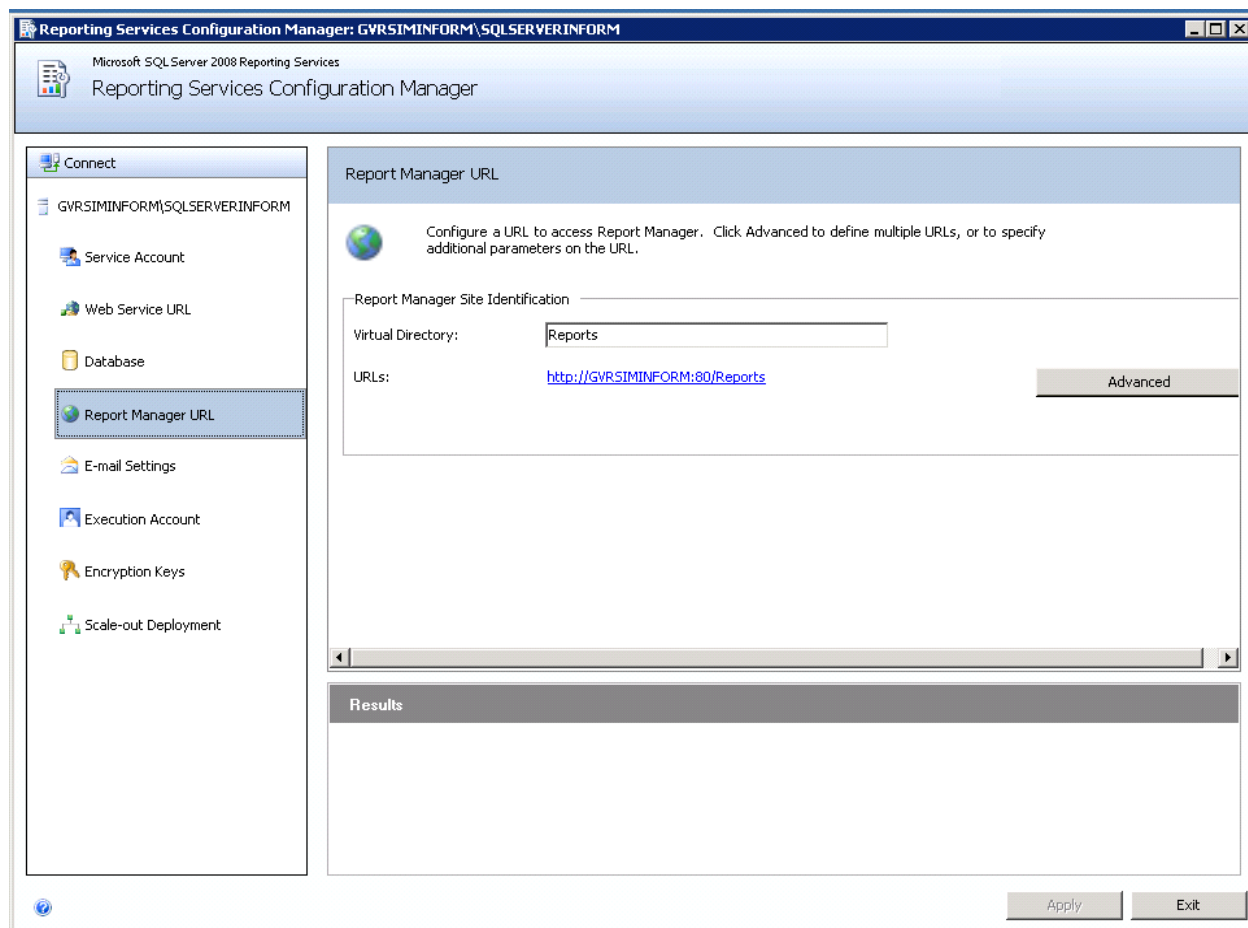 Reporting Services Configuration Manager: GVRSIMINFORM\SQLSERVERINFORM
Microsoft SQL Server 2008 Reporting Services
Reporting Services Configuration Manager
Connect
GVRSIMINFORM\SQLSERVERINFORM
Service Account
Web Service URL
Database
Report Manager URL
E-mail Settings
Execution Account
Encryption Keys
Scale-out Deployment
Report Manager URL
Configure a URL to access Report Manager. Click Advanced to define multiple URLs, or to specify
additional parameters on the URL.
Report Manager Site Identification
Virtual Directory: Reports
URLs: http://GVRSIMINFORM:80/Reports
Advanced
Results
Apply Exit